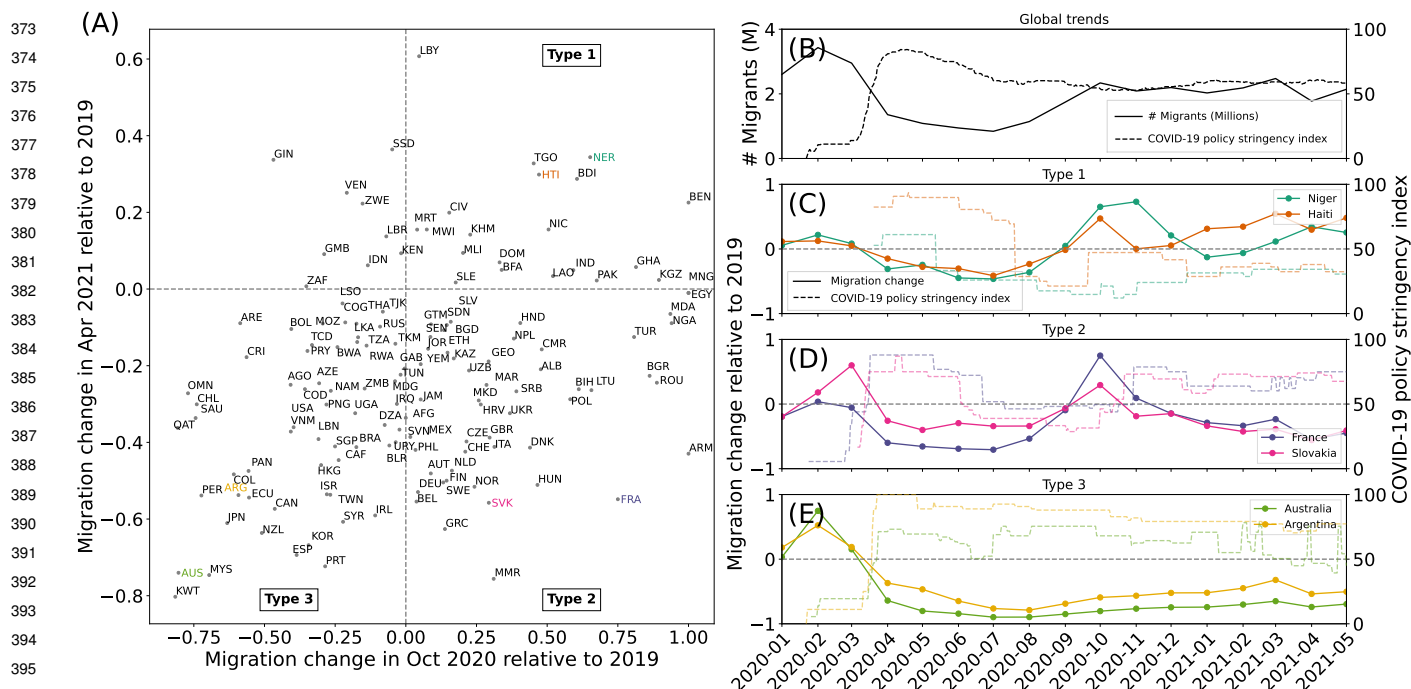 373
374
375
376
377
378
379
380
381
382
383
384
385
386
387
388
389
390
391
392
393
394
395
(A)
Migration change in Apr 2021 relative to 2019
0.6
0.4
0.2
0.0
−0.2
−0.4
−0.6
−0.8
Type 1
Type 3
Type 2
LBY
SSD
GIN
TGO
NER
HTI
BDI
VEN
ZWE
BEN
CIV
MRT
MWI
NIC
LBR
KHM
GMB
KEN
MLI
DOM
IDN
BFA
IND
GHA
LAO
PAK
KGZ
MNG
ZAF
SLE
EGY
LSO
COG
THA
TJK
SLV
MDA
ARE
BOL
MOZ
GTM
SDN
HND
NGA
LKA
RUS
SEN
BGD
TUR
TCD
TZA
TKM
JOR
ETH
NPL
CRI
PRY
BWA
RWA
GAB
YEM
KAZ
GEO
CMR
AGO
AZE
TUN
UZB
ALB
BGR
OMN
NAM
ZMB
MDG
MAR
SRB
BIH
LTU
ROU
CHL
COD
IRQ
JAM
MKD
POL
SAU
USA
PNG
UGA
HRV
UKR
QAT
VNM
DZA
AFG
LBN
SVN
MEX
CZE
GBR
SGP
BRA
URY
PHL
CHE
ITA
DNK
ARM
CAF
BLR
PAN
HKG
AUT
NLD
COL
ISR
DEU
FIN
NOR
HUN
PER
ARG
ECU
TWN
BEL
SWE
SVK
FRA
CAN
JPN
SYR
IRL
GRC
NZL
KOR
ESP
PRT
AUS
MYS
MMR
KWT
−0.75
−0.50
−0.25
0.00
0.25
0.50
0.75
1.00
Migration change in Oct 2020 relative to 2019
Global trends
(B)
# Migrants (M)
4
2
0
100
50
0
# Migrants (Millions)
COVID-19 policy stringency index
Type 1
(C)
1
0
−1
100
50
0
Niger
Haiti
Migration change
COVID-19 policy stringency index
Migration change relative to 2019
COVID-19 policy stringency index
Type 2
(D)
1
0
−1
100
50
0
France
Slovakia
Type 3
(E)
1
0
−1
100
50
0
Australia
Argentina
2020-01
2020-02
2020-03
2020-04
2020-05
2020-06
2020-07
2020-08
2020-09
2020-10
2020-11
2020-12
2021-01
2021-02
2021-03
2021-04
2021-05